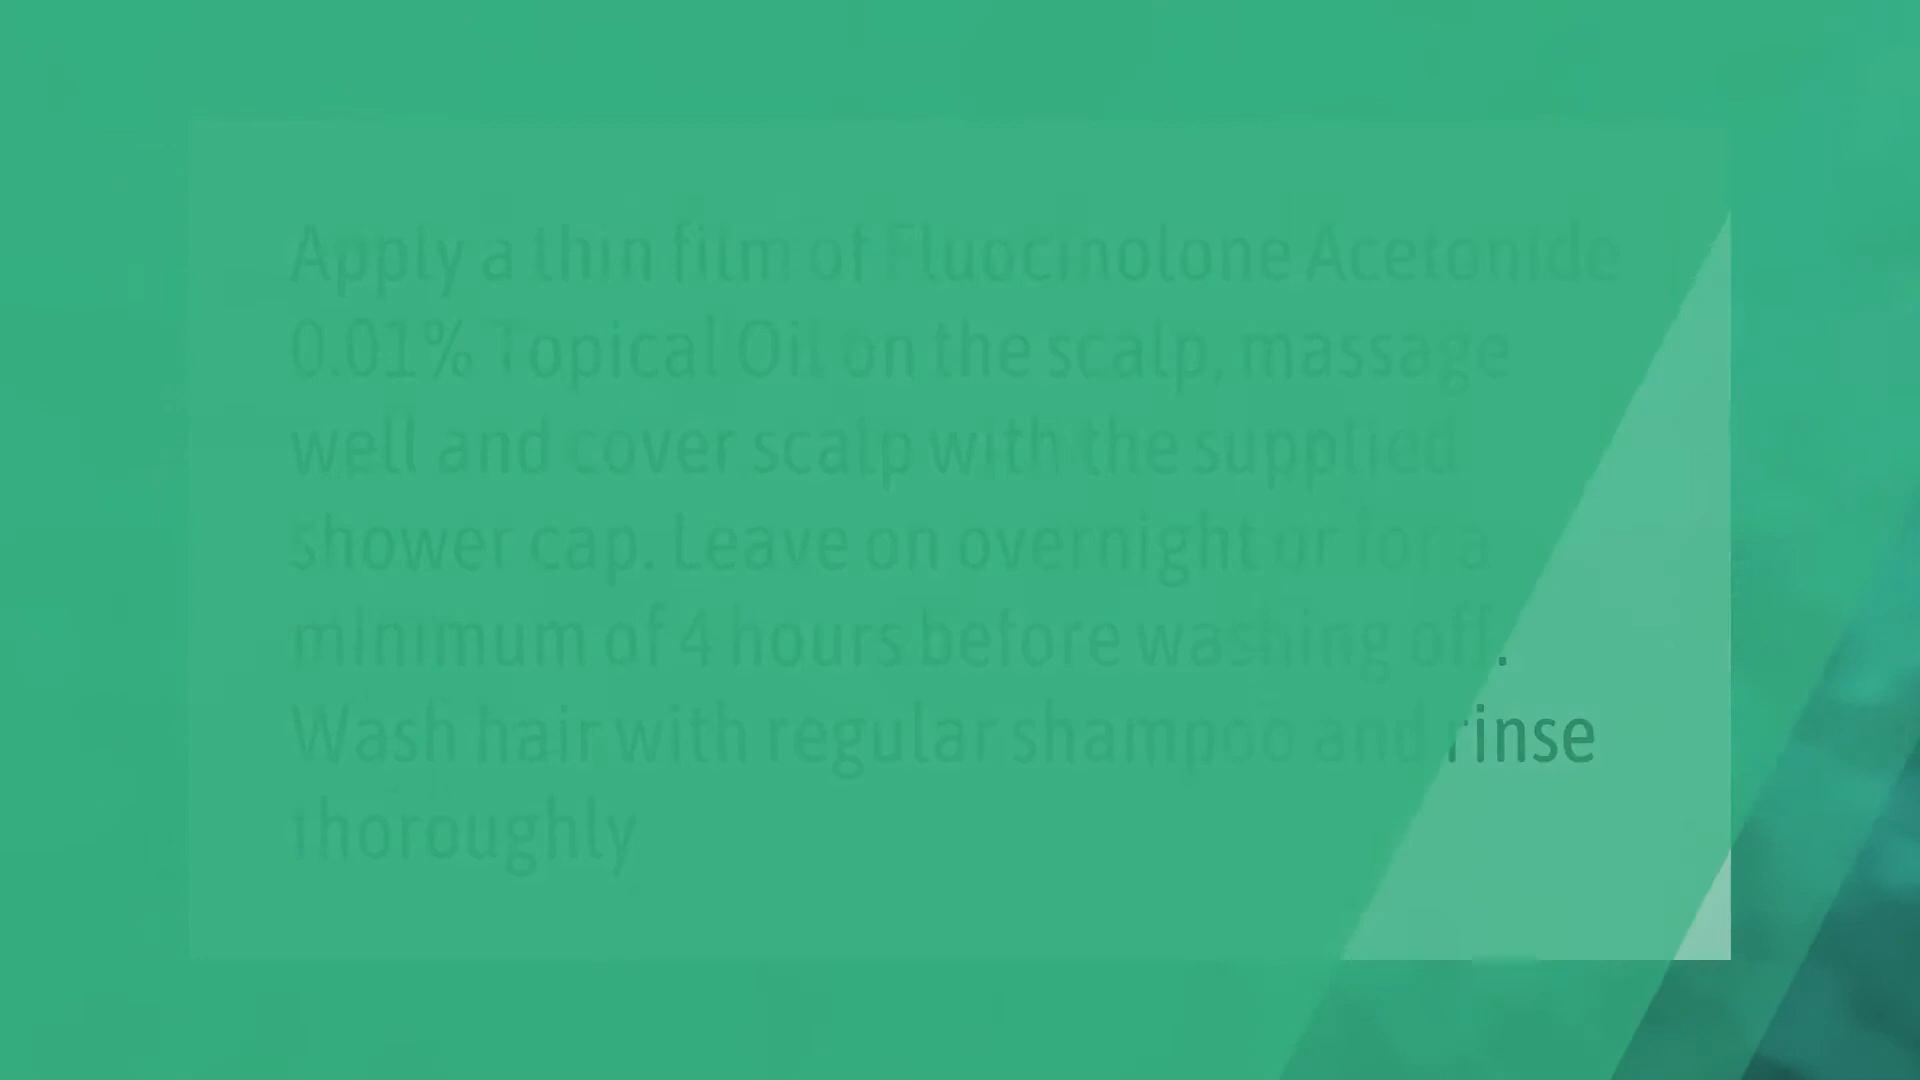 Apply a thin film of Fluocinolone Acetonide
0.01% Topical Oil on the scalp, massage
well and cover scalp with the supplied
shower cap. Leave on overnight or for a
minimum of 4 hours before washing off.
Wash hair with regular shampoo and rinse
thoroughly